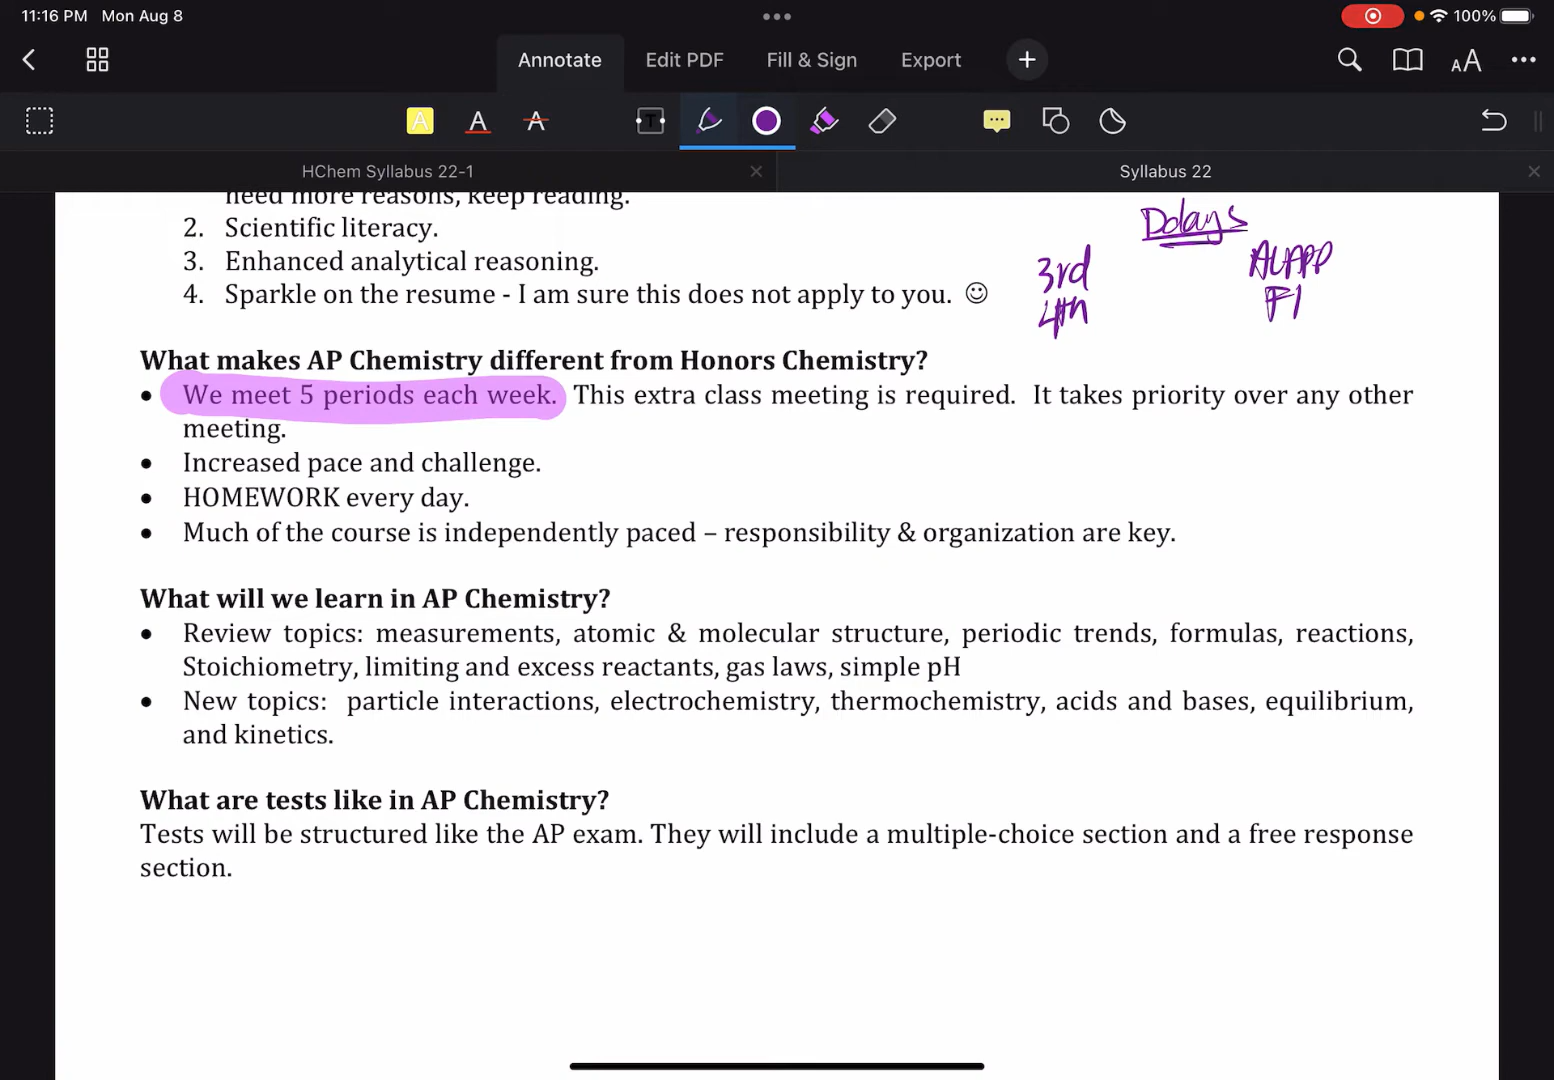 11:16 PM Mon Aug 8
100%
Annotate
Edit PDF
Fill & Sign
Export
HChem Syllabus 22-1
Syllabus 22
need more reasons, keep reading.
2. Scientific literacy.
3. Enhanced analytical reasoning.
4. Sparkle on the resume - I am sure this does not apply to you. ☺
3rd
4th
What makes AP Chemistry different from Honors Chemistry?
• We meet 5 periods each week. This extra class meeting is required. It takes priority over any other
meeting.
• Increased pace and challenge.
• HOMEWORK every day.
• Much of the course is independently paced – responsibility & organization are key.
What will we learn in AP Chemistry?
• Review topics: measurements, atomic & molecular structure, periodic trends, formulas, reactions,
Stoichiometry, limiting and excess reactants, gas laws, simple pH
• New topics: particle interactions, electrochemistry, thermochemistry, acids and bases, equilibrium,
and kinetics.
What are tests like in AP Chemistry?
Tests will be structured like the AP exam. They will include a multiple-choice section and a free response
section.